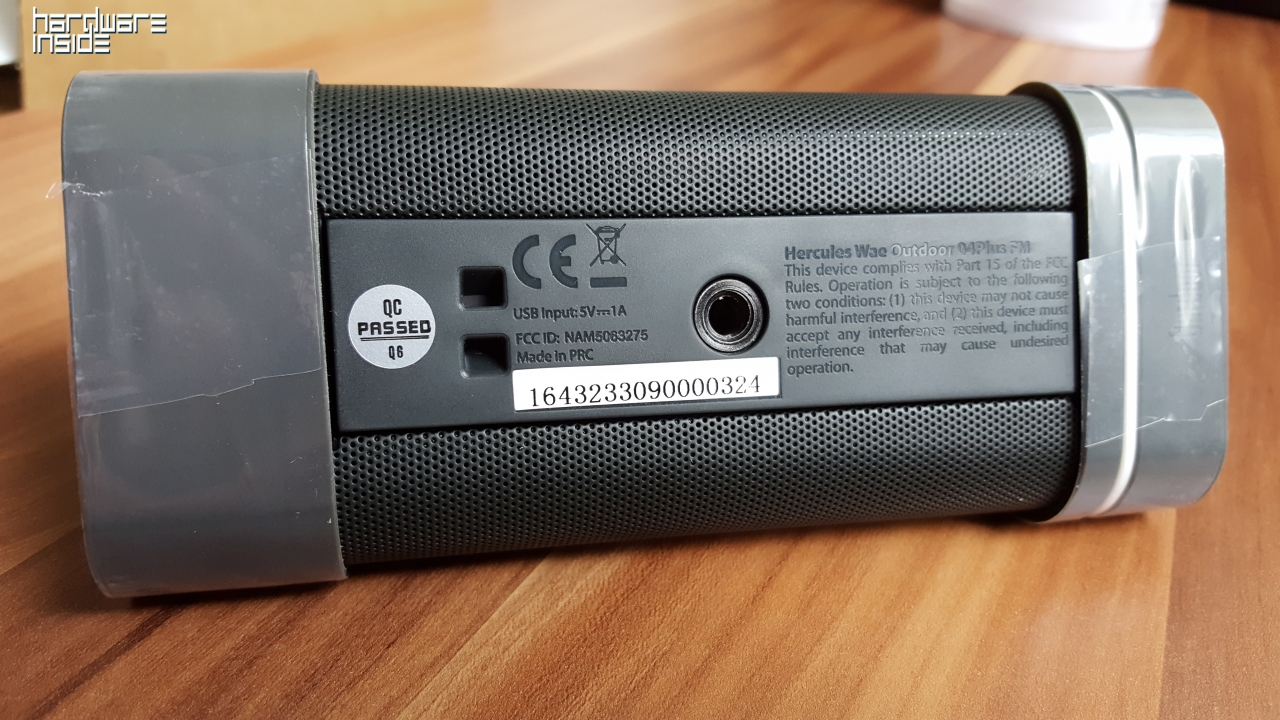 hardware
inside
QC
PASSED
Q6
CE
USB Input: 5V⎓1A
FCC ID: NAM5063275
Made in PRC
1643233090000324
Hercules Wae Outdoor 04Plus FM
This device complies with Part 15 of the FCC
Rules. Operation is subject to the following
two conditions: (1) this device may not cause
harmful interference, and (2) this device must
accept any interference received, including
interference that may cause undesired
operation.